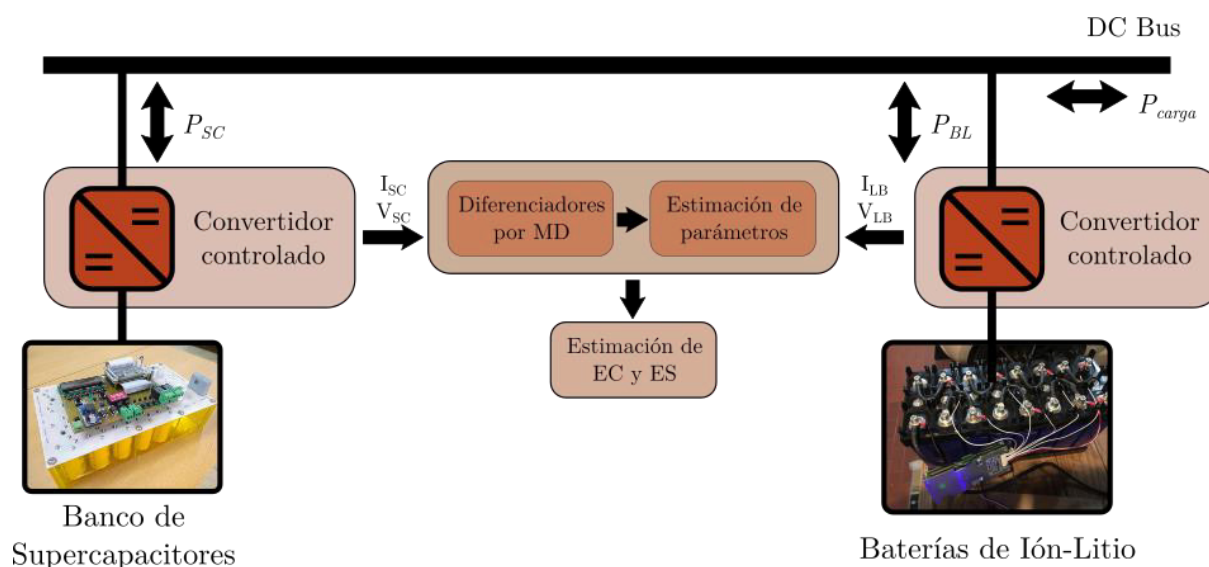 DC Bus
P_SC
P_BL
P_carga
Convertidor
controlado
I_SC
V_SC
Diferenciadores
por MD
Estimación de
parámetros
I_LB
V_LB
Convertidor
controlado
Estimación de
EC y ES
Banco de
Supercapacitores
Baterías de Ión-Litio